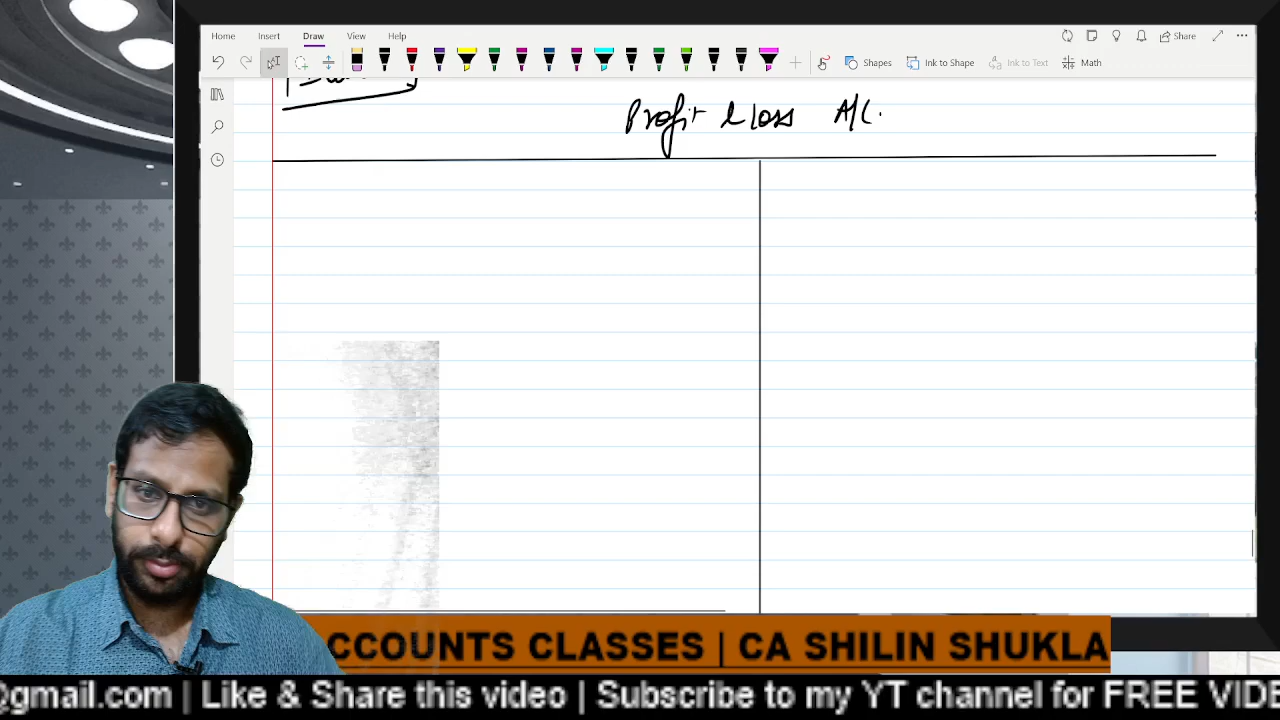 Home Insert Draw View Help
Share
Shapes Ink to Shape Ink to Text Math
Profit & Loss A/C.
CCOUNTS CLASSES | CA SHILIN SHUKLA
@gmail.com | Like & Share this video | Subscribe to my YT channel for FREE VIDE